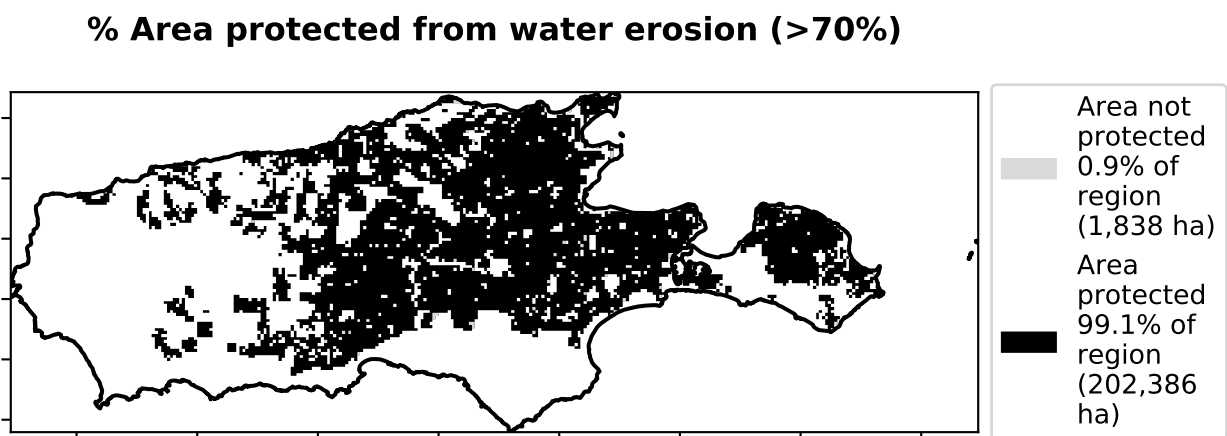 % Area protected from water erosion (>70%)
Area not
protected
0.9% of
region
(1,838 ha)
Area
protected
99.1% of
region
(202,386
ha)